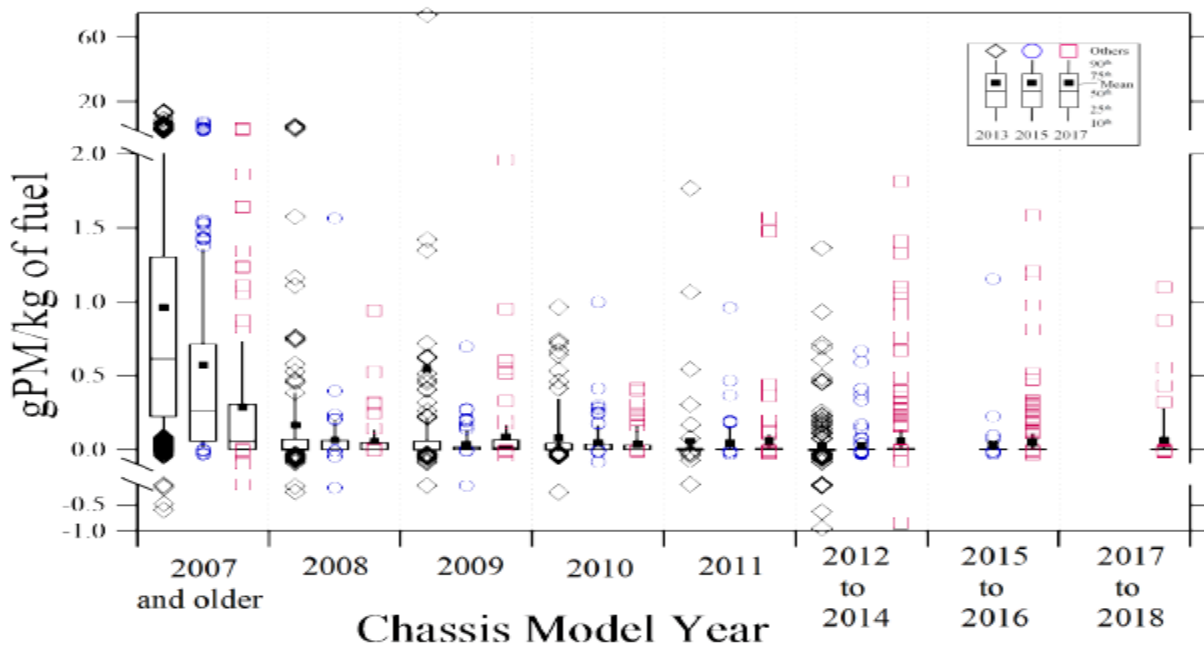 60
20
2.0
1.5
1.0
0.5
0.0
-0.5
-1.0
gPM/kg of fuel
Others
90th
75th
Mean
50th
25th
10th
2013 2015 2017
2007 2008 2009 2010 2011 2012 2015 2017
and older to to to
2014 2016 2018
Chassis Model Year